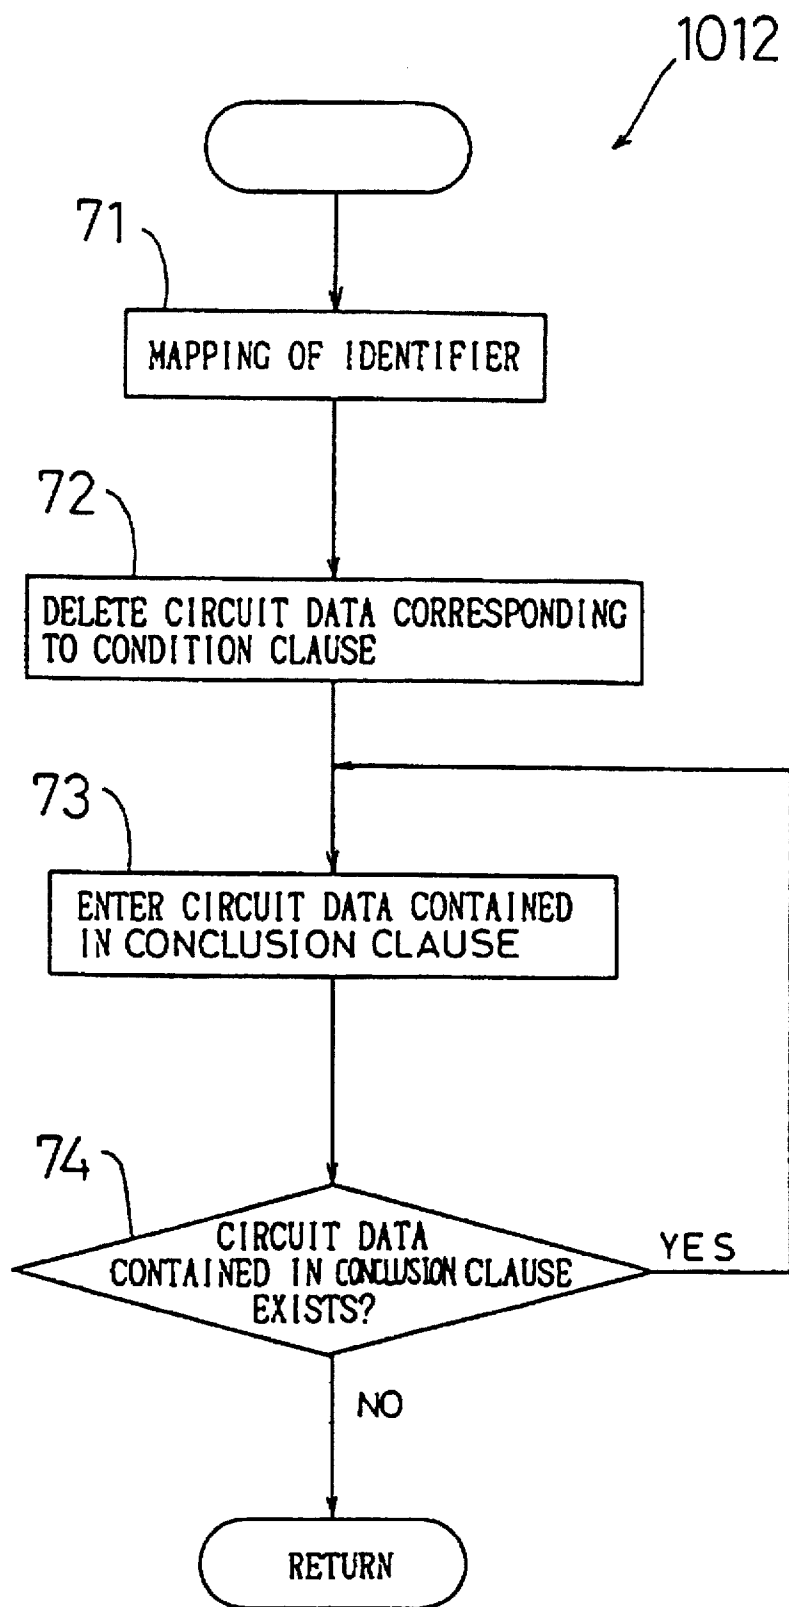 1012
71
MAPPING OF IDENTIFIER
72
DELETE CIRCUIT DATA CORRESPONDING
TO CONDITION CLAUSE
73
ENTER CIRCUIT DATA CONTAINED
IN CONCLUSION CLAUSE
74
CIRCUIT DATA
CONTAINED IN CONCLUSION CLAUSE
EXISTS?
YES
NO
RETURN